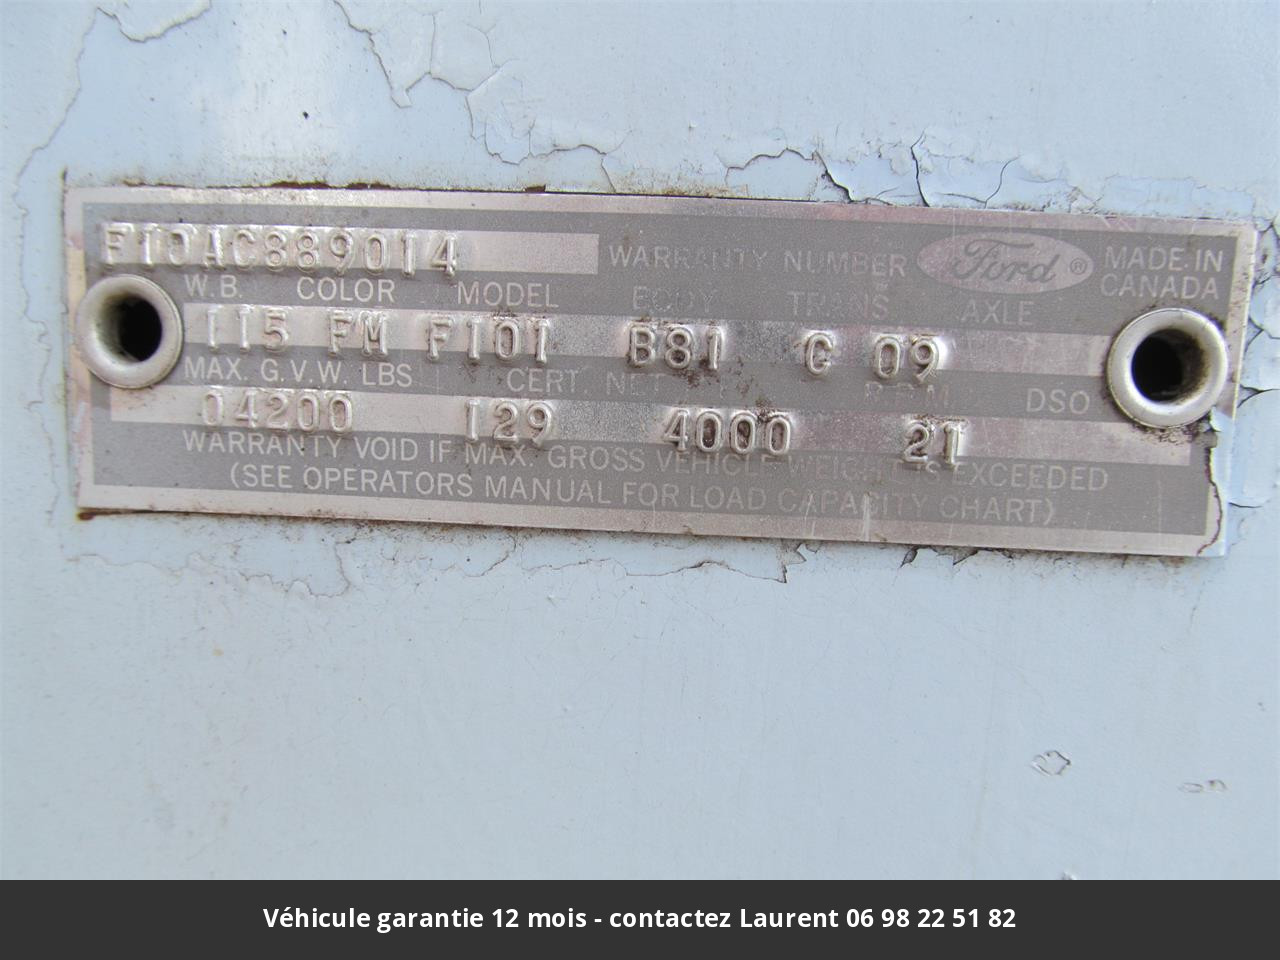 F10AC889014 WARRANTY NUMBER Ford ® MADE IN CANADA
W.B. COLOR MODEL BODY TRANS AXLE
115 FM F101 B81 C 09
MAX. G.V.W. LBS CERT. NET R.P.M DSO
04200 129 4000 21
WARRANTY VOID IF MAX. GROSS VEHICLE WEIGHT IS EXCEEDED
(SEE OPERATORS MANUAL FOR LOAD CAPACITY CHART)
Véhicule garantie 12 mois - contactez Laurent 06 98 22 51 82